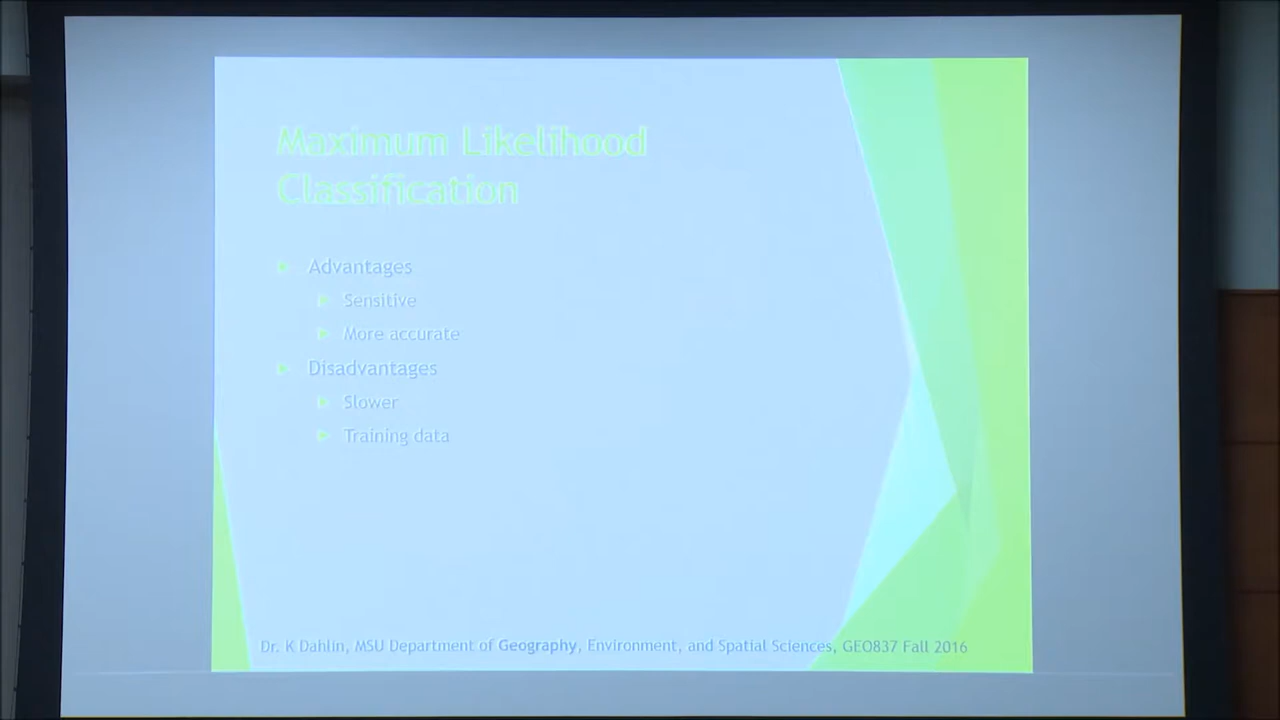 Maximum Likelihood
Classification
Advantages
Sensitive
More accurate
Disadvantages
Slower
Training data
Dr. K Dahlin, MSU Department of Geography, Environment, and Spatial Sciences, GEO837 Fall 2016